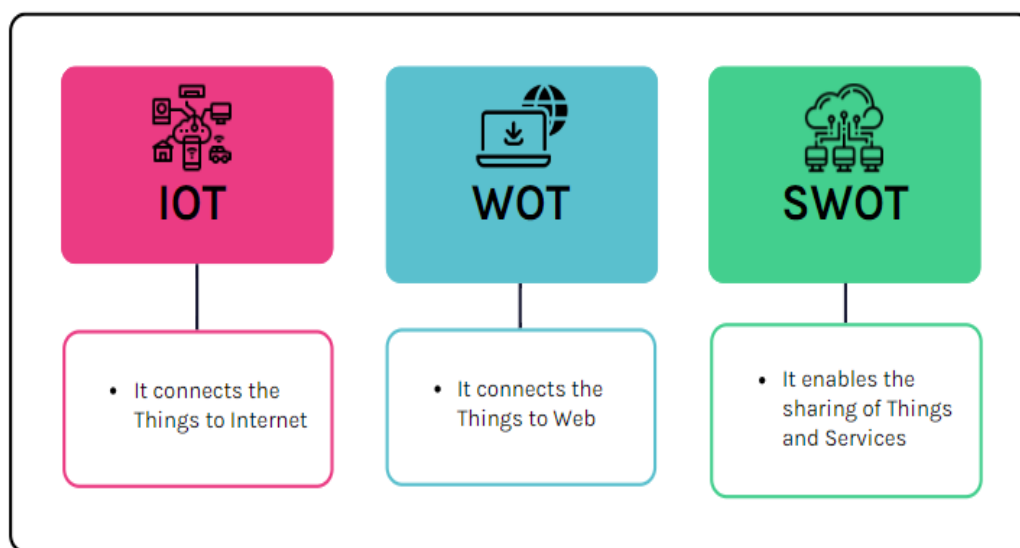 IOT
• It connects the
Things to Internet
WOT
• It connects the
Things to Web
SWOT
• It enables the
sharing of Things
and Services